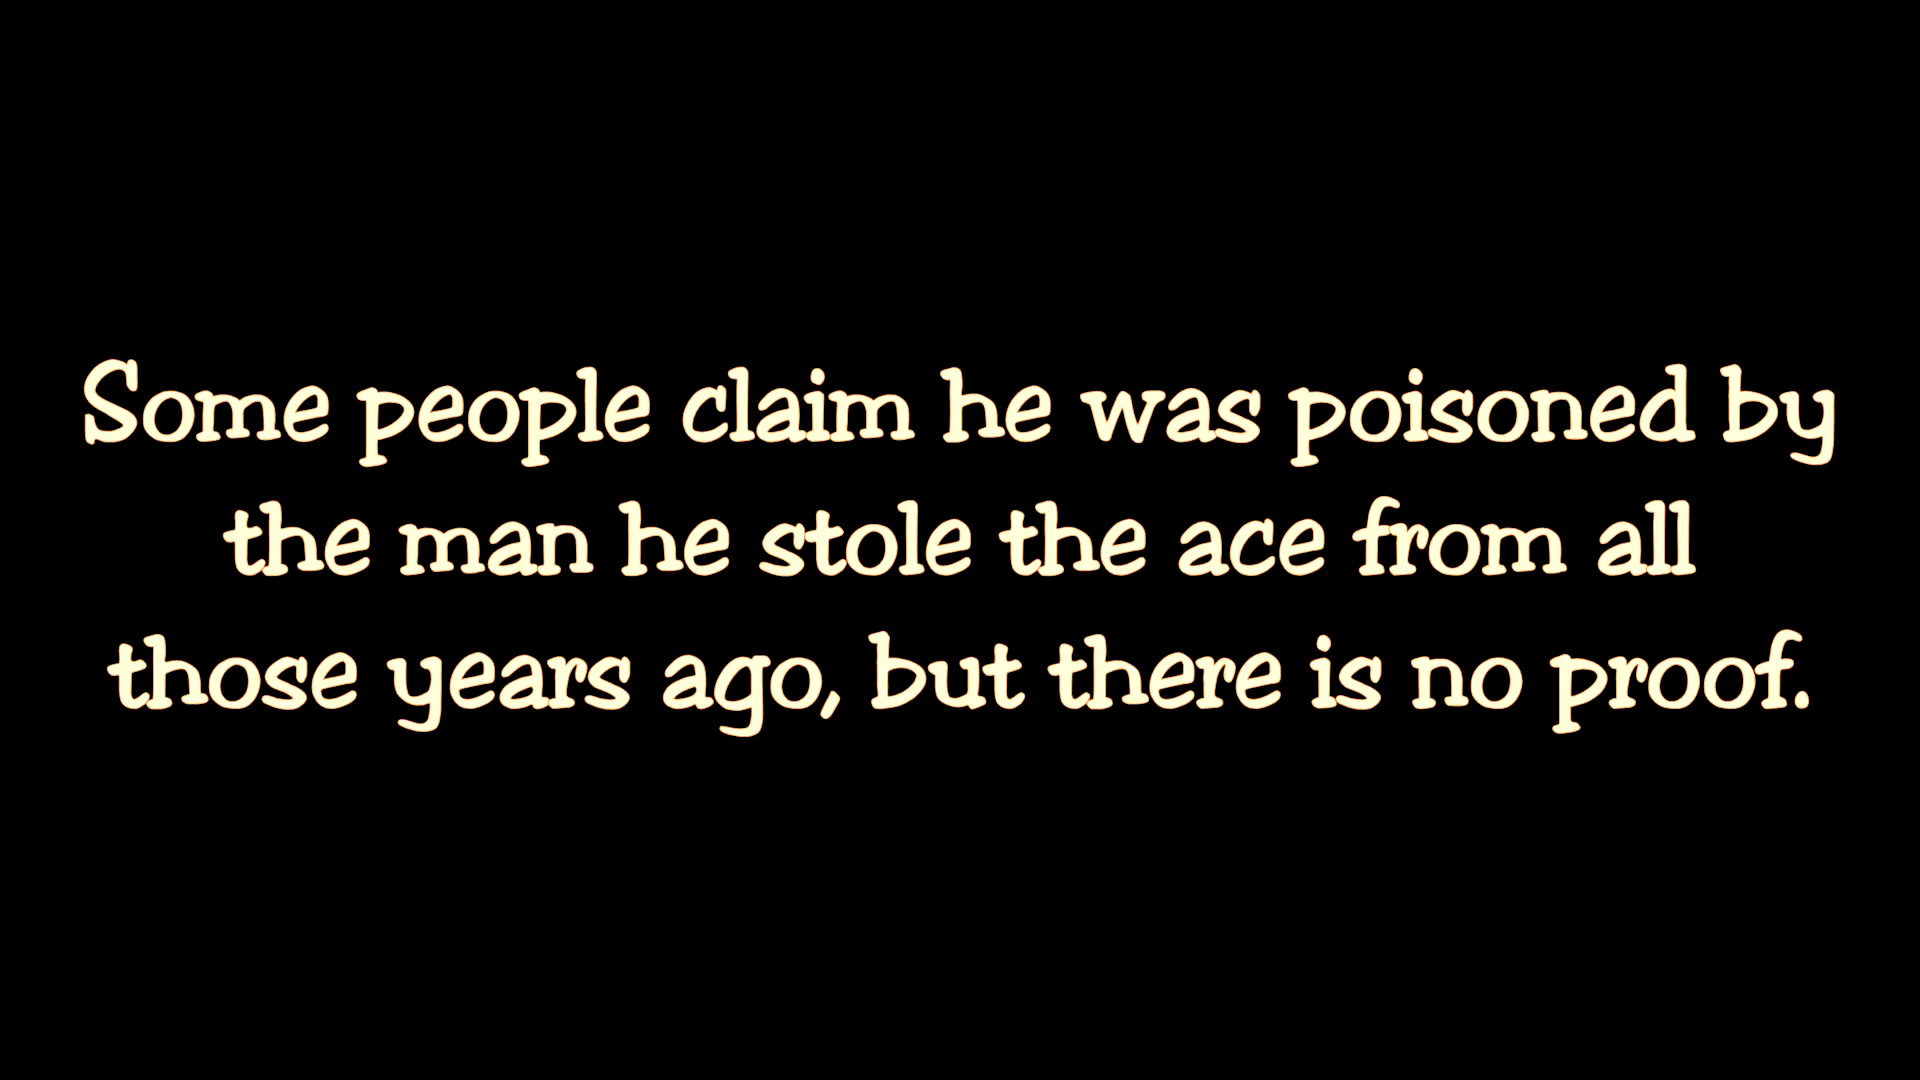 Some people claim he was poisoned by
the man he stole the ace from all
those years ago, but there is no proof.